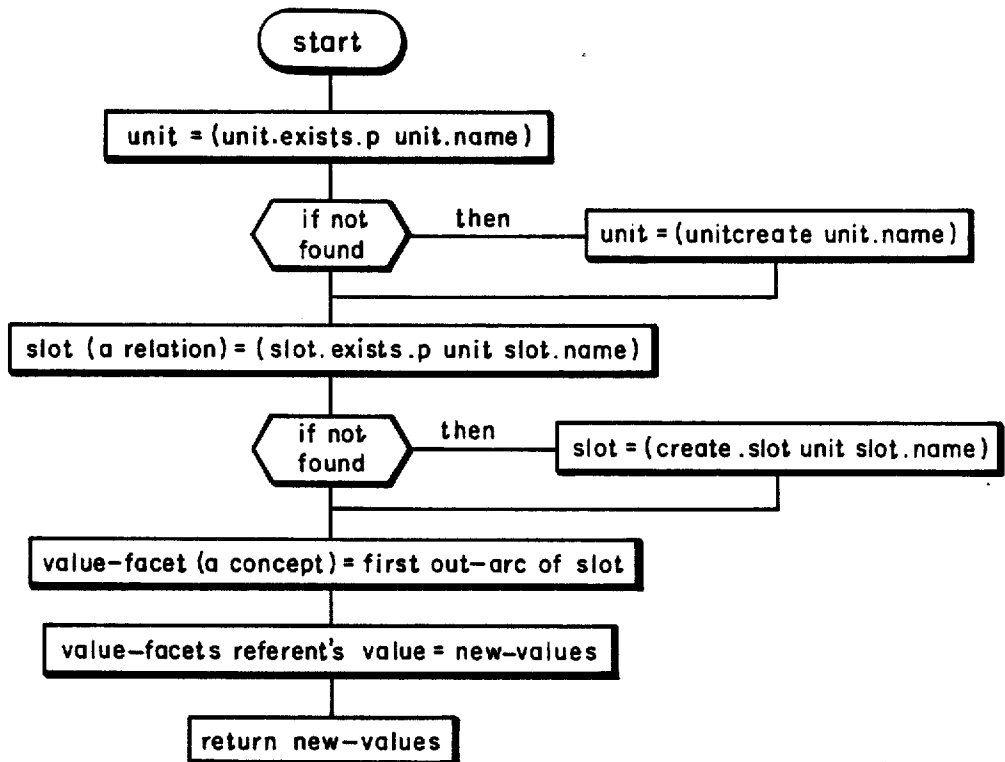 start
unit = (unit.exists.p unit.name)
if not
found
then
unit = (unitcreate unit.name)
slot (a relation) = (slot.exists.p unit slot.name)
if not
found
then
slot = (create.slot unit slot.name)
value-facet (a concept) = first out-arc of slot
value-facets referent's value = new-values
return new-values